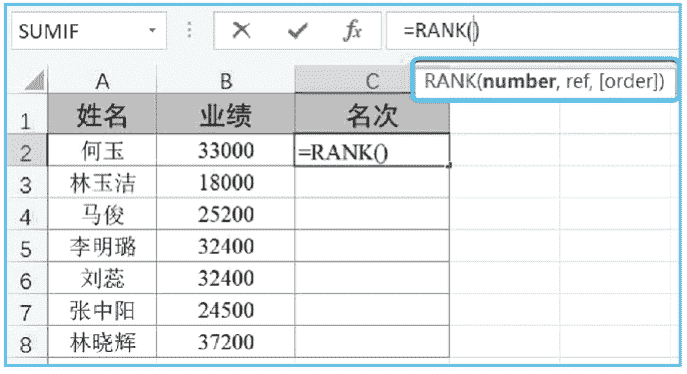 SUMIF fx =RANK()
RANK(number, ref, [order])
A B C
1 姓名 业绩 名次
2 何玉 33000 =RANK()
3 林玉洁 18000
4 马俊 25200
5 李明璐 32400
6 刘蕊 32400
7 张中阳 24500
8 林晓辉 37200